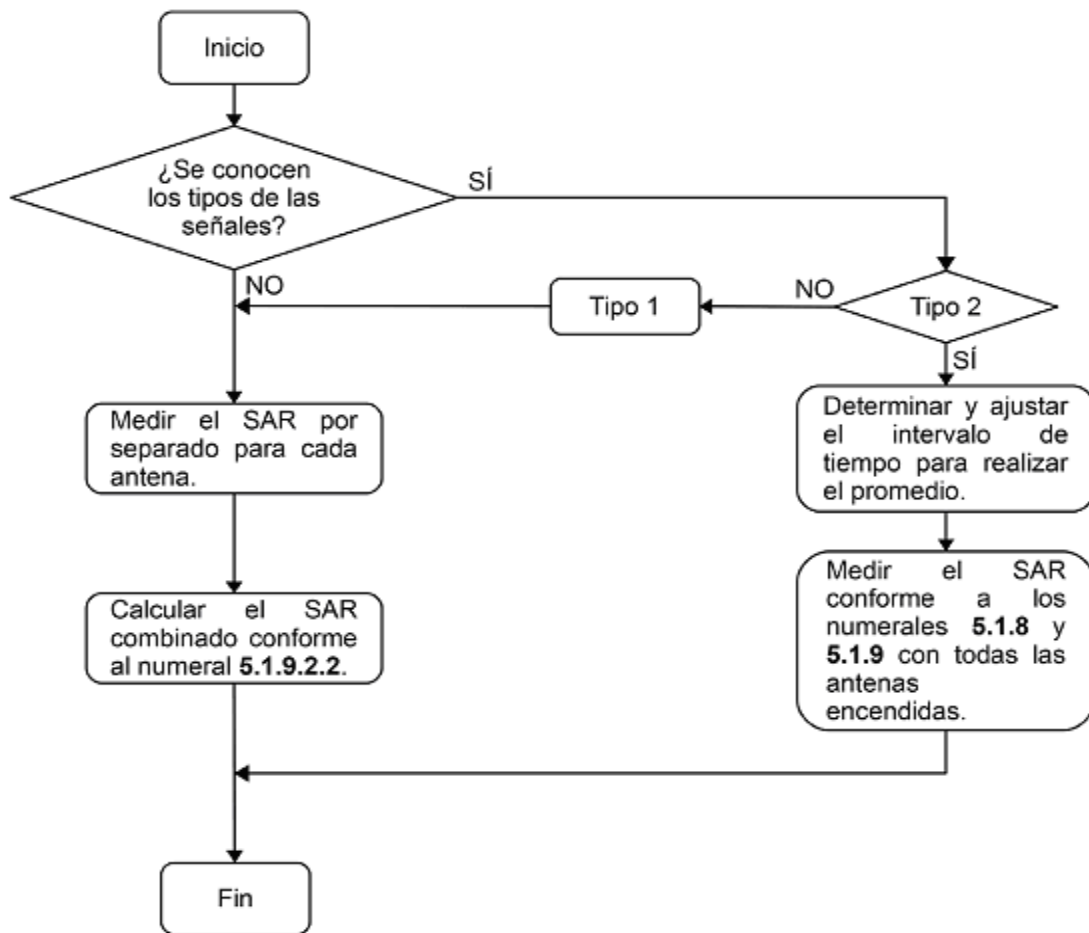 Inicio
¿Se conocen
los tipos de las
señales?
SÍ
NO
Tipo 1
NO
Tipo 2
SÍ
Medir el SAR por
separado para cada
antena.
Determinar y ajustar
el intervalo de
tiempo para realizar
el promedio.
Calcular el SAR
combinado conforme
al numeral 5.1.9.2.2.
Medir el SAR
conforme a los
numerales 5.1.8 y
5.1.9 con todas las
antenas
encendidas.
Fin